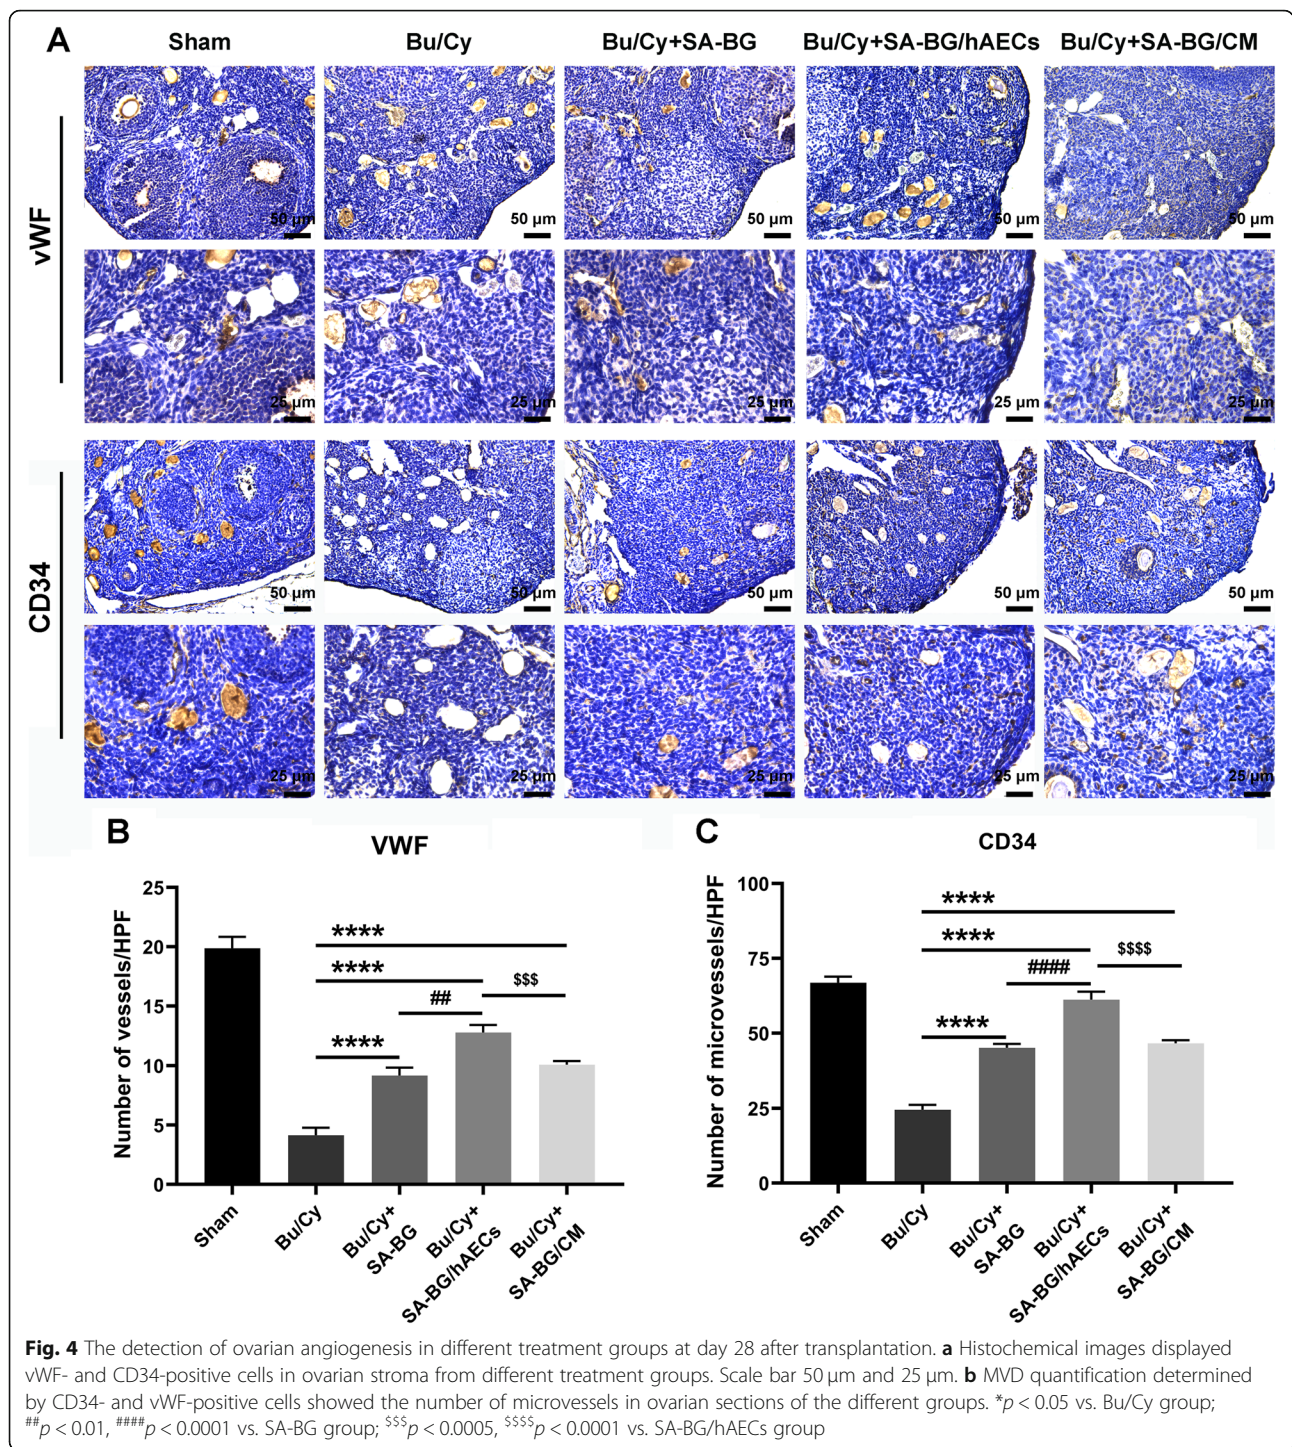 A
Sham
Bu/Cy
Bu/Cy+SA-BG
Bu/Cy+SA-BG/hAECs
Bu/Cy+SA-BG/CM
vWF
50 µm
50 µm
50 µm
50 µm
50 µm
25 µm
25 µm
25 µm
25 µm
25 µm
CD34
50 µm
50 µm
50 µm
50 µm
50 µm
25 µm
25 µm
25 µm
25 µm
25 µm
B
VWF
Number of vessels/HPF
25
20
15
10
5
0
****
****
$$$
##
****
Sham
Bu/Cy
Bu/Cy+
SA-BG
Bu/Cy+
SA-BG/hAECs
Bu/Cy+
SA-BG/CM
C
CD34
Number of microvessels/HPF
100
75
50
25
0
****
****
$$$$
####
****
Sham
Bu/Cy
Bu/Cy+
SA-BG
Bu/Cy+
SA-BG/hAECs
Bu/Cy+
SA-BG/CM
Fig. 4 The detection of ovarian angiogenesis in different treatment groups at day 28 after transplantation. a Histochemical images displayed
vWF- and CD34-positive cells in ovarian stroma from different treatment groups. Scale bar 50 µm and 25 µm. b MVD quantification determined
by CD34- and vWF-positive cells showed the number of microvessels in ovarian sections of the different groups. *p < 0.05 vs. Bu/Cy group;
##p < 0.01, ####p < 0.0001 vs. SA-BG group; $$$p < 0.0005, $$$$p < 0.0001 vs. SA-BG/hAECs group